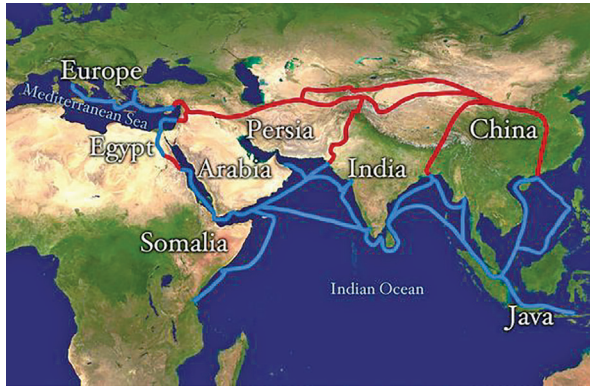 Europe
Mediterranean Sea
Egypt
Persia
China
Arabia
India
Somalia
Indian Ocean
Java